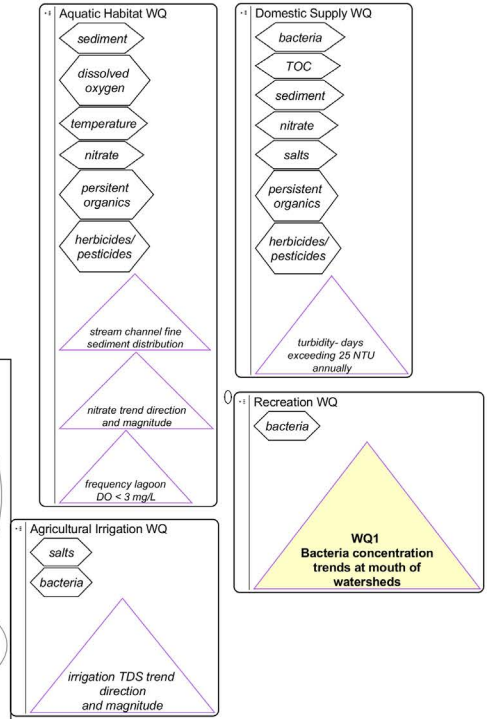 Aquatic Habitat WQ
sediment
dissolved
oxygen
temperature
nitrate
persitent
organics
herbicides/
pesticides
stream channel fine
sediment distribution
nitrate trend direction
and magnitude
frequency lagoon
DO < 3 mg/L
Domestic Supply WQ
bacteria
TOC
sediment
nitrate
salts
persistent
organics
herbicides/
pesticides
turbidity- days
exceeding 25 NTU
annually
Recreation WQ
bacteria
WQ1
Bacteria concentration
trends at mouth of
watersheds
Agricultural Irrigation WQ
salts
bacteria
irrigation TDS trend
direction
and magnitude